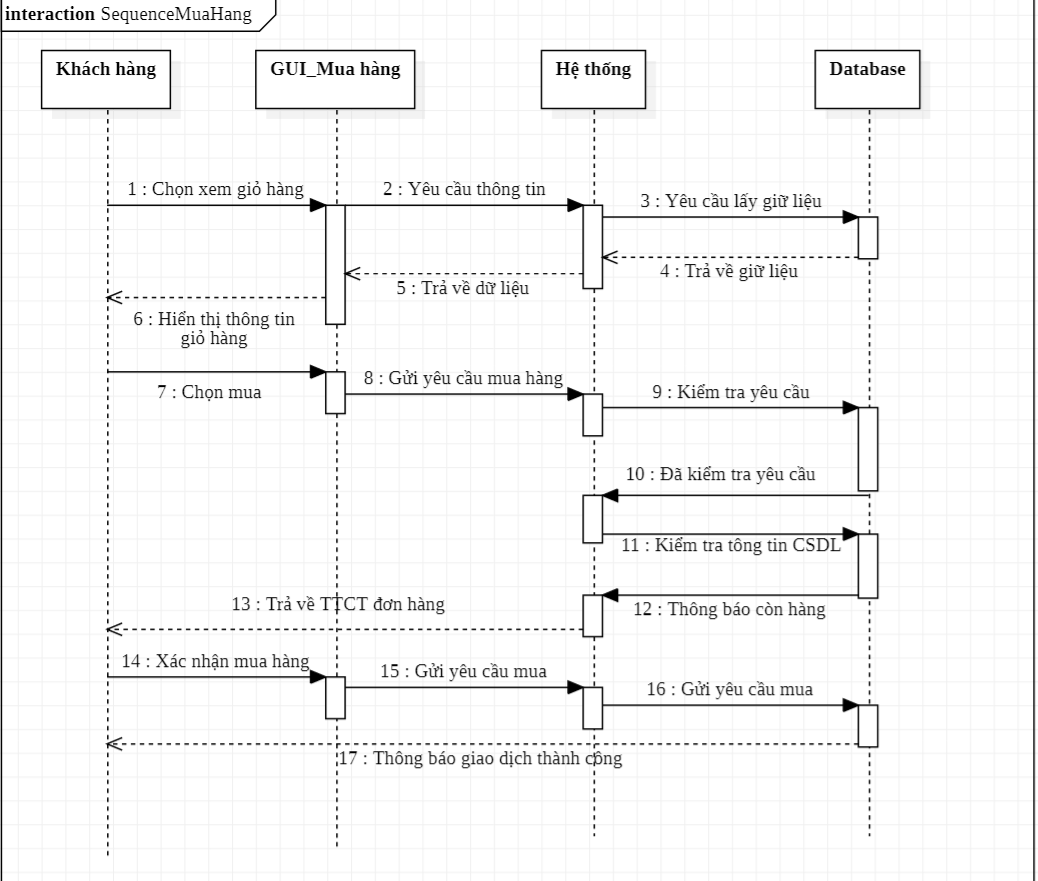 interaction SequenceMuaHang
Khách hàng
GUI_Mua hàng
Hệ thống
Database
1 : Chọn xem giỏ hàng
2 : Yêu cầu thông tin
3 : Yêu cầu lấy giữ liệu
4 : Trả về giữ liệu
5 : Trả về dữ liệu
6 : Hiển thị thông tin
giỏ hàng
7 : Chọn mua
8 : Gửi yêu cầu mua hàng
9 : Kiểm tra yêu cầu
10 : Đã kiểm tra yêu cầu
11 : Kiểm tra tông tin CSDL
12 : Thông báo còn hàng
13 : Trả về TTCT đơn hàng
14 : Xác nhận mua hàng
15 : Gửi yêu cầu mua
16 : Gửi yêu cầu mua
17 : Thông báo giao dịch thành công